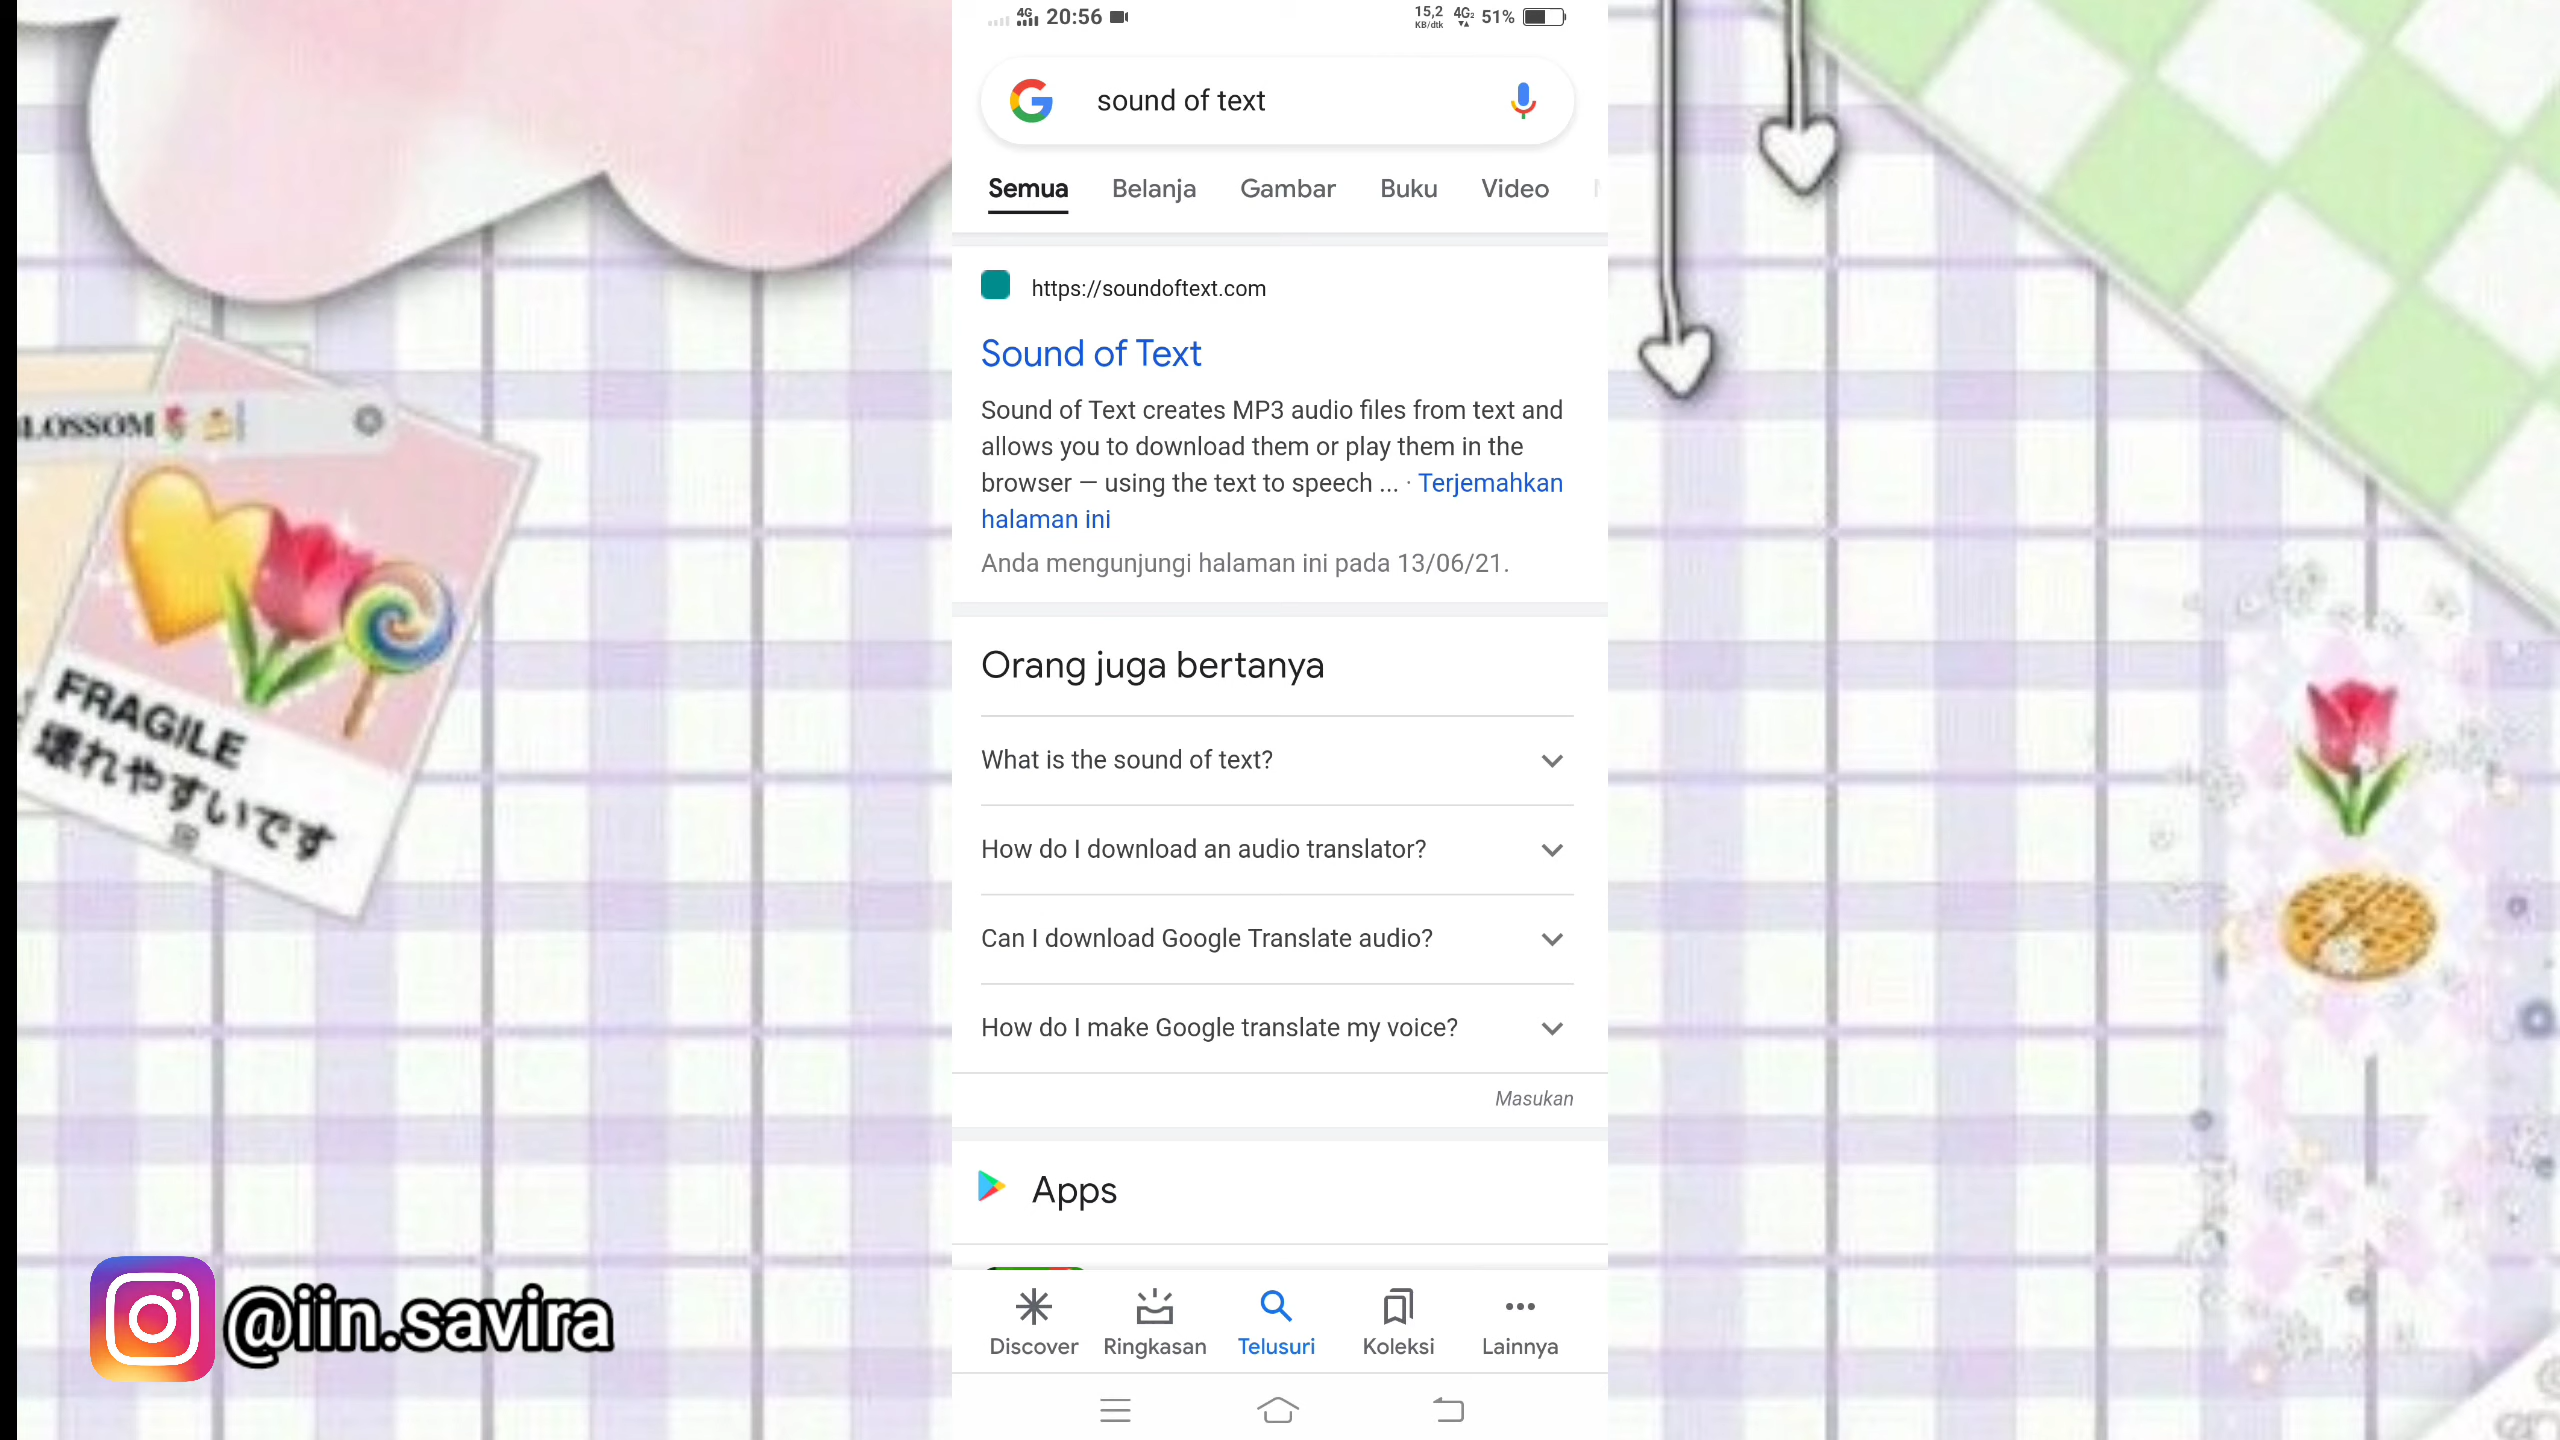 4G 20:56
15,2 KB/dtk 4G2 51%
sound of text
Semua Belanja Gambar Buku Video
https://soundoftext.com
Sound of Text
Sound of Text creates MP3 audio files from text and
allows you to download them or play them in the
browser — using the text to speech ... · Terjemahkan
halaman ini
Anda mengunjungi halaman ini pada 13/06/21.
Orang juga bertanya
What is the sound of text?
How do I download an audio translator?
Can I download Google Translate audio?
How do I make Google translate my voice?
Masukan
Apps
Discover Ringkasan Telusuri Koleksi Lainnya
LOSSOM
FRAGILE
壊れやすいです
@iin.savira